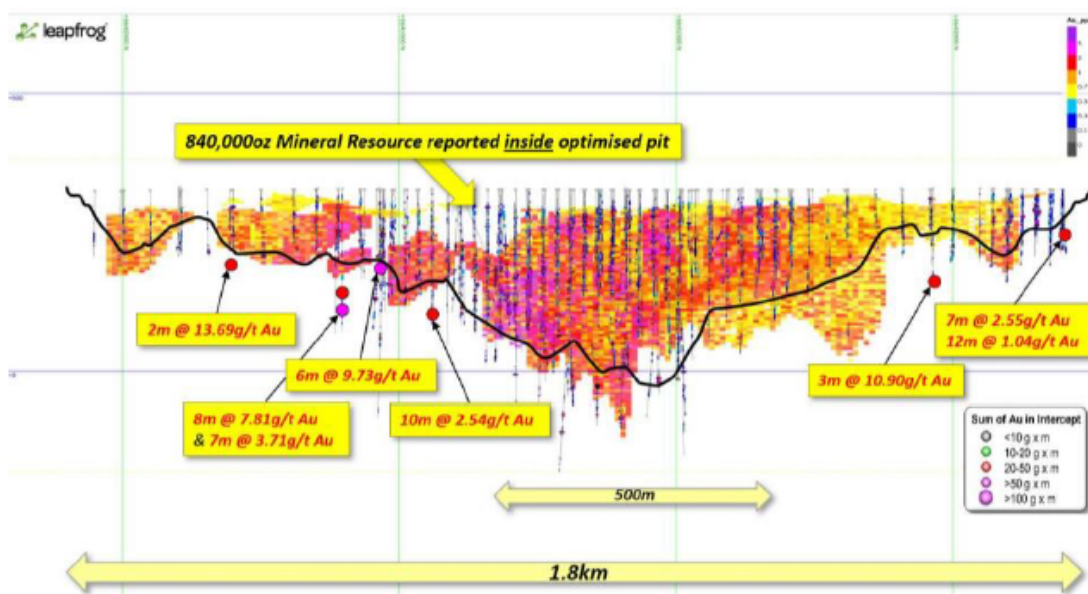 leapfrog
840,000oz Mineral Resource reported inside optimised pit
2m @ 13.69g/t Au
6m @ 9.73g/t Au
8m @ 7.81g/t Au
& 7m @ 3.71g/t Au
10m @ 2.54g/t Au
3m @ 10.90g/t Au
7m @ 2.55g/t Au
12m @ 1.04g/t Au
Sum of Au in Intercept
<10 g x m
10-20 g x m
20-50 g x m
>50 g x m
>100 g x m
500m
1.8km